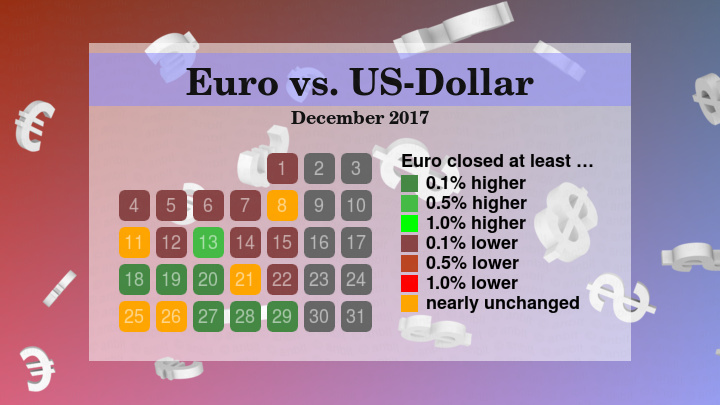 Euro vs. US-Dollar
December 2017
1 2 3
4 5 6 7 8 9 10
11 12 13 14 15 16 17
18 19 20 21 22 23 24
25 26 27 28 29 30 31
Euro closed at least …
0.1% higher
0.5% higher
1.0% higher
0.1% lower
0.5% lower
1.0% lower
nearly unchanged